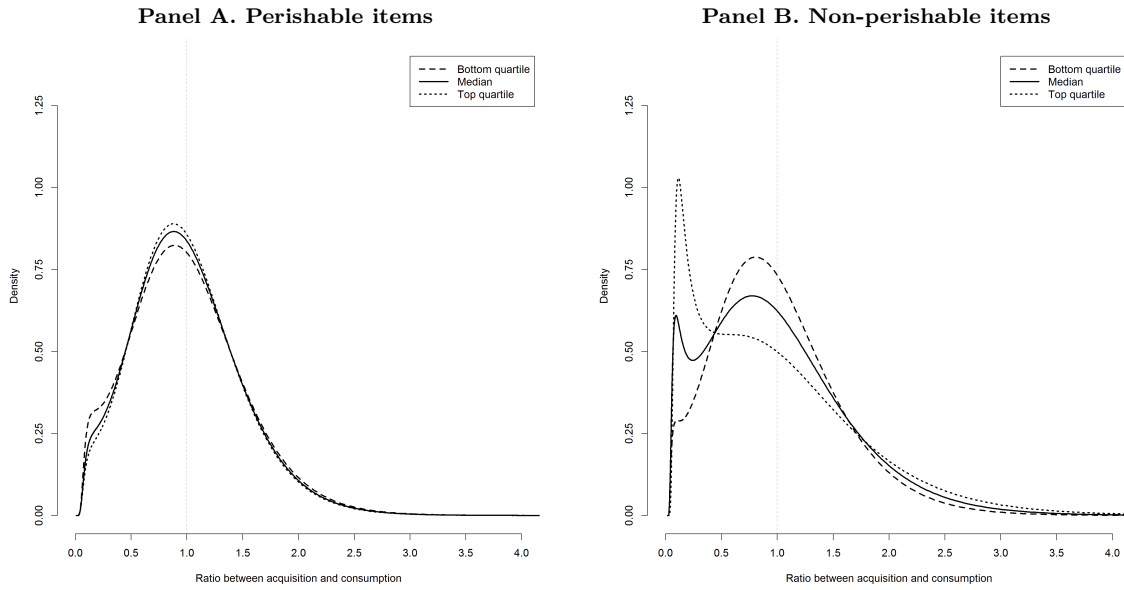 Panel A. Perishable items
Bottom quartile
Median
Top quartile
Density
0.00
0.25
0.50
0.75
1.00
1.25
0.0 0.5 1.0 1.5 2.0 2.5 3.0 3.5 4.0
Ratio between acquisition and consumption
Panel B. Non-perishable items
Bottom quartile
Median
Top quartile
Density
0.00
0.25
0.50
0.75
1.00
1.25
0.0 0.5 1.0 1.5 2.0 2.5 3.0 3.5 4.0
Ratio between acquisition and consumption